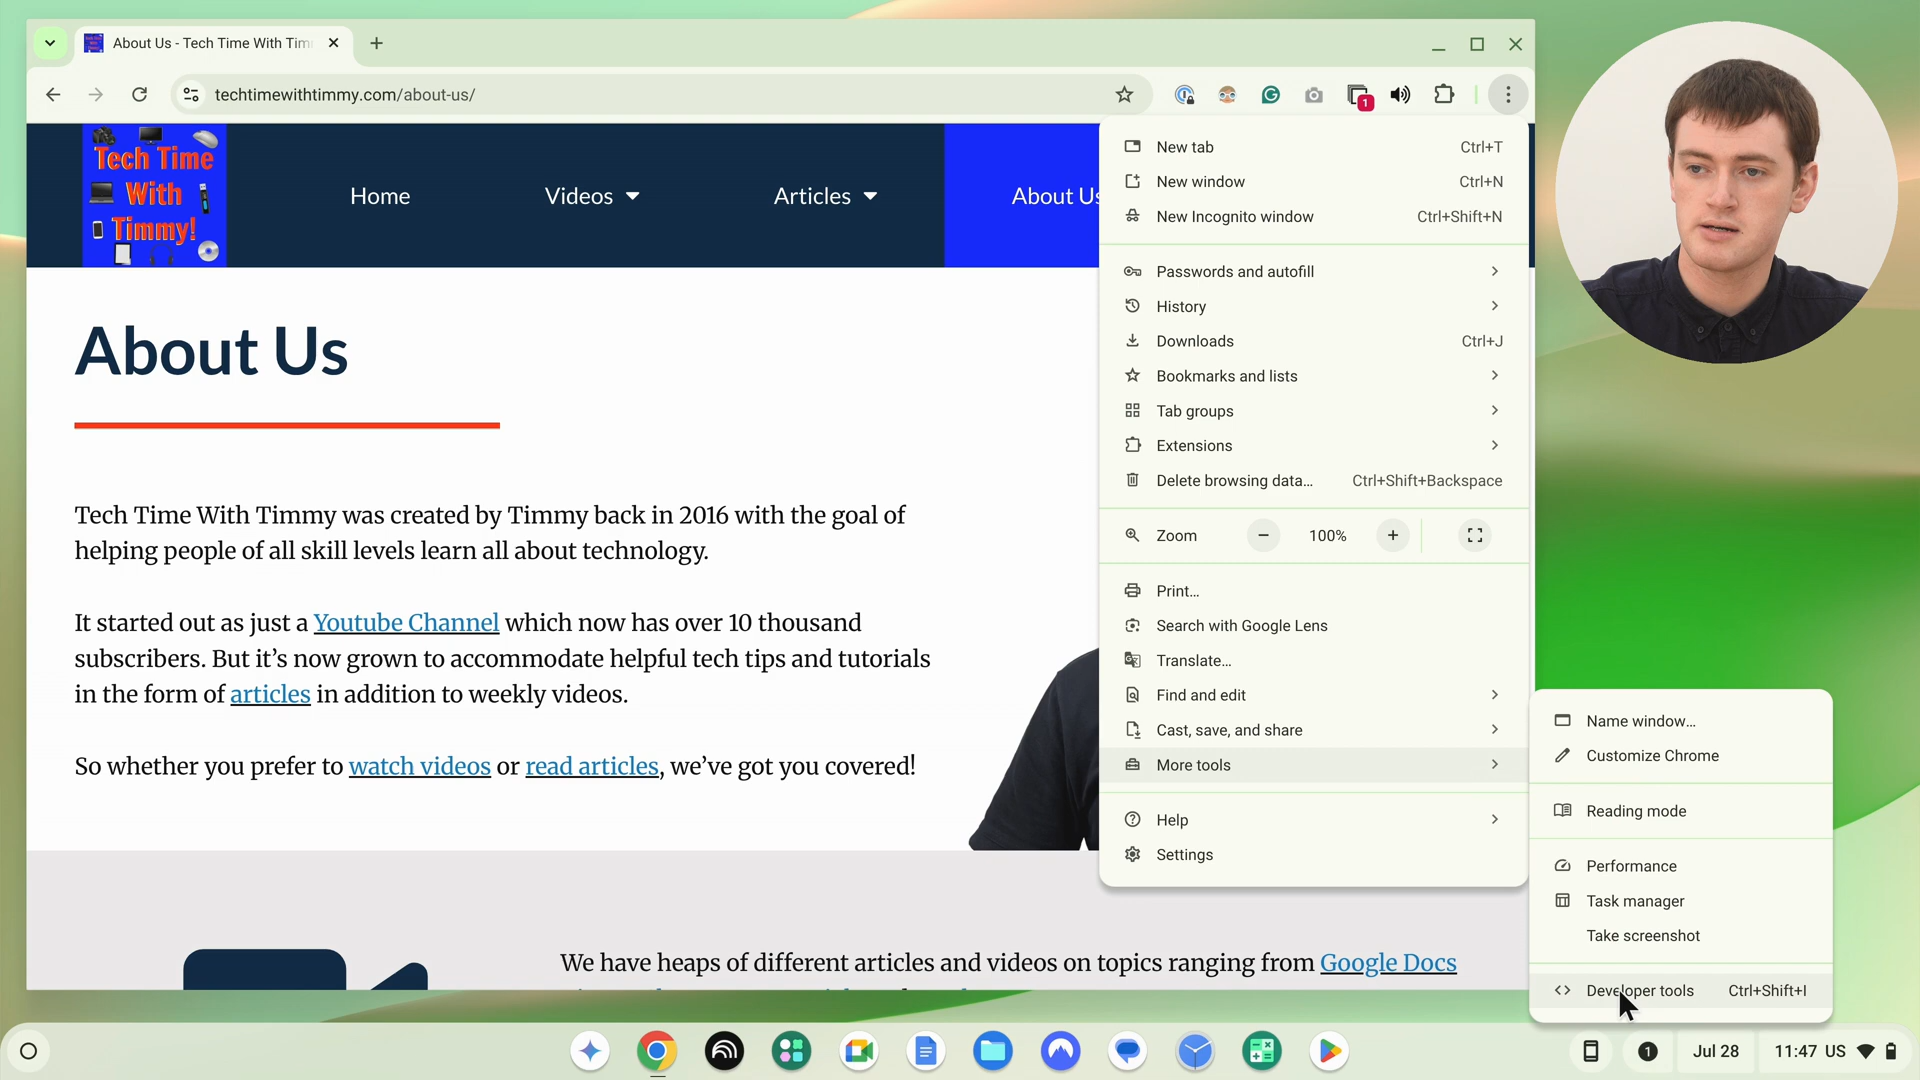 About Us - Tech Time With Tim
techtimewithtimmy.com/about-us/
1
Tech Time
With
Timmy!
Home
Videos
Articles
About Us
About Us
Tech Time With Timmy was created by Timmy back in 2016 with the goal of
helping people of all skill levels learn all about technology.
It started out as just a Youtube Channel which now has over 10 thousand
subscribers. But it's now grown to accommodate helpful tech tips and tutorials
in the form of articles in addition to weekly videos.
So whether you prefer to watch videos or read articles, we've got you covered!
We have heaps of different articles and videos on topics ranging from Google Docs
New tab Ctrl+T
New window Ctrl+N
New Incognito window Ctrl+Shift+N
Passwords and autofill
History
Downloads Ctrl+J
Bookmarks and lists
Tab groups
Extensions
Delete browsing data... Ctrl+Shift+Backspace
Zoom 100%
Print...
Search with Google Lens
Translate...
Find and edit
Cast, save, and share
More tools
Help
Settings
Name window...
Customize Chrome
Reading mode
Performance
Task manager
Take screenshot
Developer tools Ctrl+Shift+I
1
Jul 28
11:47 US